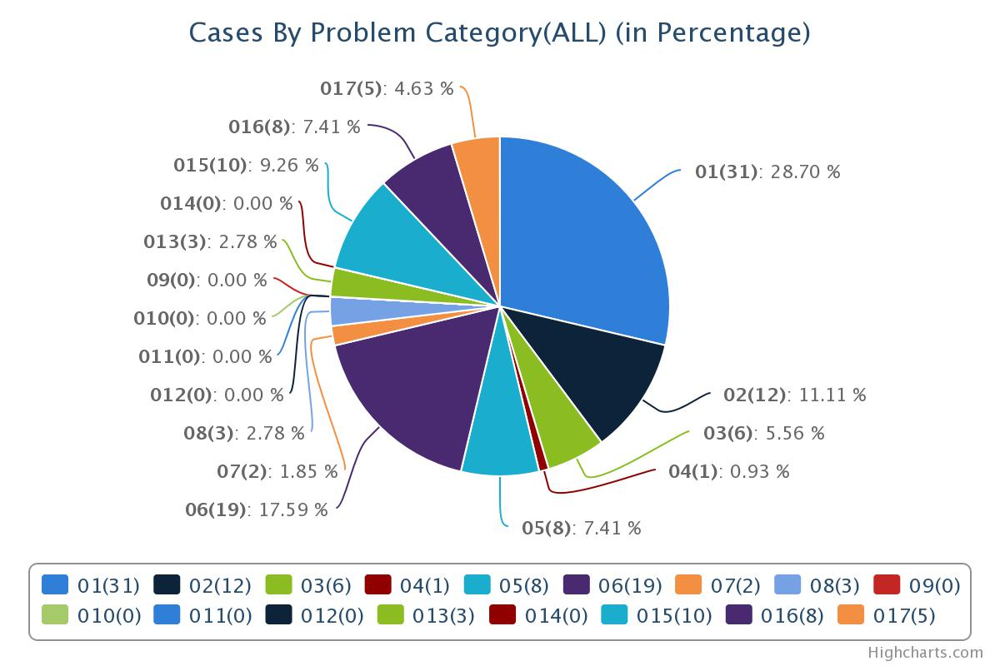 Cases By Problem Category(ALL) (in Percentage)
017(5): 4.63 %
016(8): 7.41 %
015(10): 9.26 %
01(31): 28.70 %
014(0): 0.00 %
013(3): 2.78 %
09(0): 0.00 %
010(0): 0.00 %
011(0): 0.00 %
012(0): 0.00 %
02(12): 11.11 %
08(3): 2.78 %
03(6): 5.56 %
07(2): 1.85 %
04(1): 0.93 %
06(19): 17.59 %
05(8): 7.41 %
01(31) 02(12) 03(6) 04(1) 05(8) 06(19) 07(2) 08(3) 09(0)
010(0) 011(0) 012(0) 013(3) 014(0) 015(10) 016(8) 017(5)
Highcharts.com